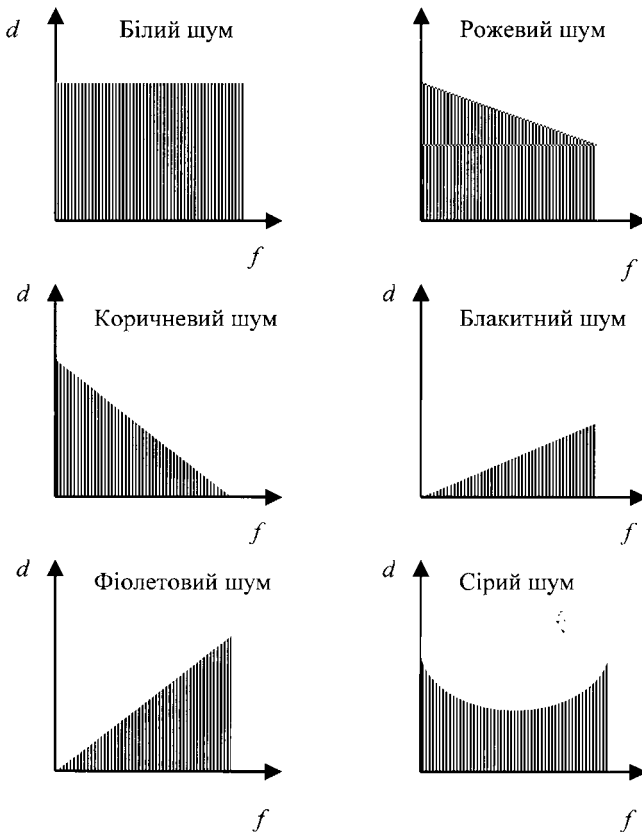 d Білий шум
Рожевий шум
f
f
d Коричневий шум
d Блакитний шум
f
f
d Фіолетовий шум
d Сірий шум
f
f